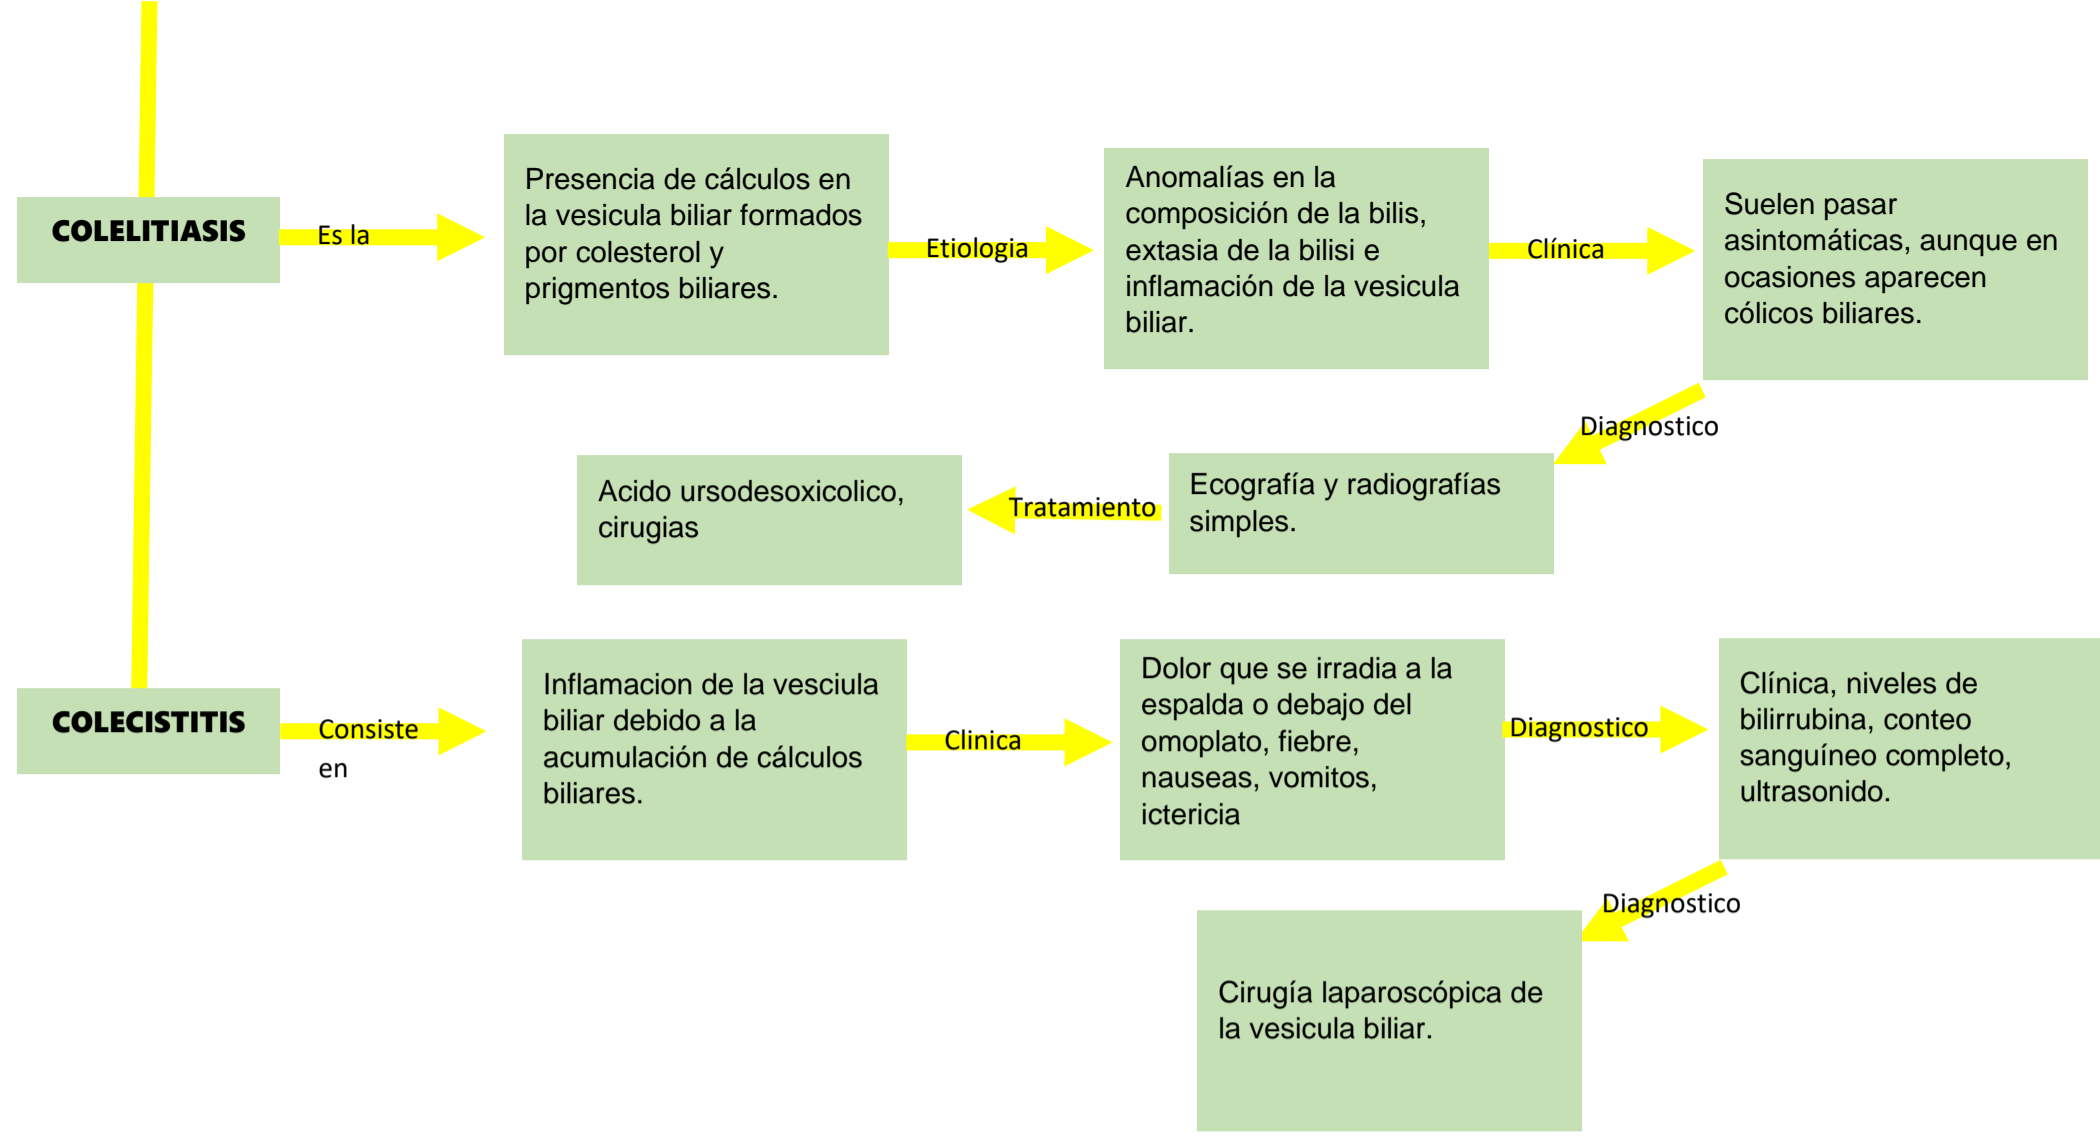 COLELITIASIS
Es la
Presencia de cálculos en
la vesicula biliar formados
por colesterol y
prigmentos biliares.
Etiologia
Anomalías en la
composición de la bilis,
extasia de la bilisi e
inflamación de la vesicula
biliar.
Clínica
Suelen pasar
asintomáticas, aunque en
ocasiones aparecen
cólicos biliares.
Diagnostico
Ecografía y radiografías
simples.
Tratamiento
Acido ursodesoxicolico,
cirugias
COLECISTITIS
Consiste
en
Inflamacion de la vesciula
biliar debido a la
acumulación de cálculos
biliares.
Clinica
Dolor que se irradia a la
espalda o debajo del
omoplato, fiebre,
nauseas, vomitos,
ictericia
Diagnostico
Clínica, niveles de
bilirrubina, conteo
sanguíneo completo,
ultrasonido.
Diagnostico
Cirugía laparoscópica de
la vesicula biliar.